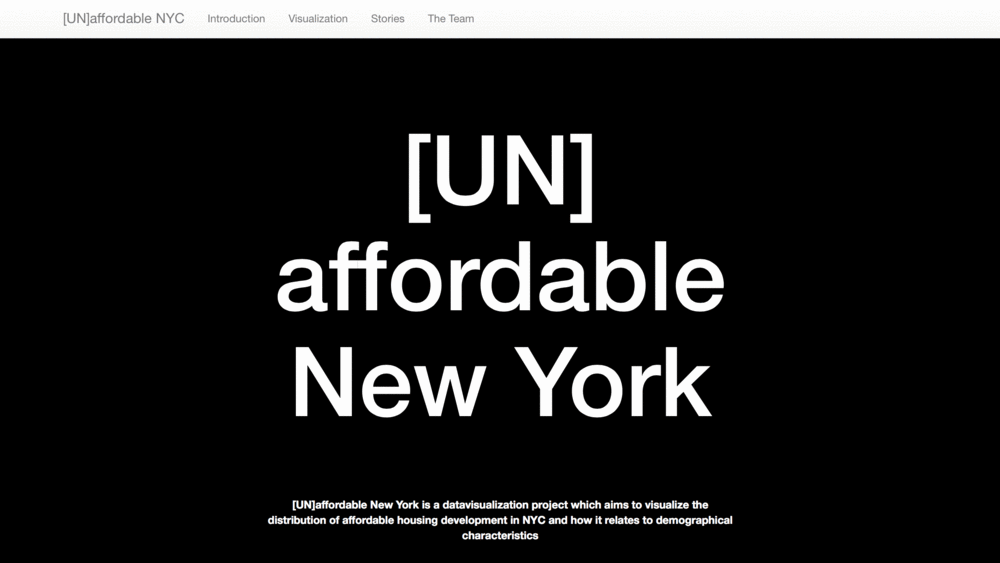 [UN]affordable NYC Introduction Visualization Stories The Team
[UN]
affordable
New York
[UN]affordable New York is a datavisualization project which aims to visualize the
distribution of affordable housing development in NYC and how it relates to demographical
characteristics